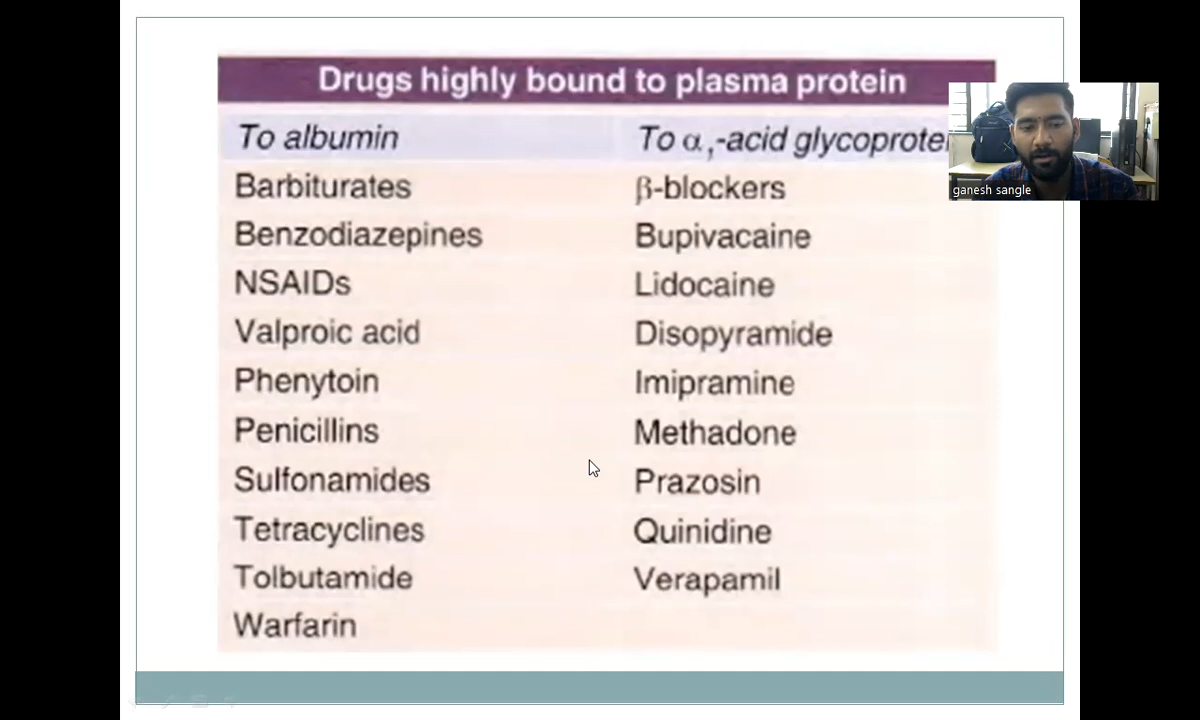 Drugs highly bound to plasma protein
To albumin
To α₁-acid
Barbiturates
β-blockers
Benzodiazepines
Bupivacaine
NSAIDs
Lidocaine
Valproic acid
Disopyramide
Phenytoin
Imipramine
Penicillins
Methadone
Sulfonamides
Prazosin
Tetracyclines
Quinidine
Tolbutamide
Verapamil
Warfarin
ganesh sangle